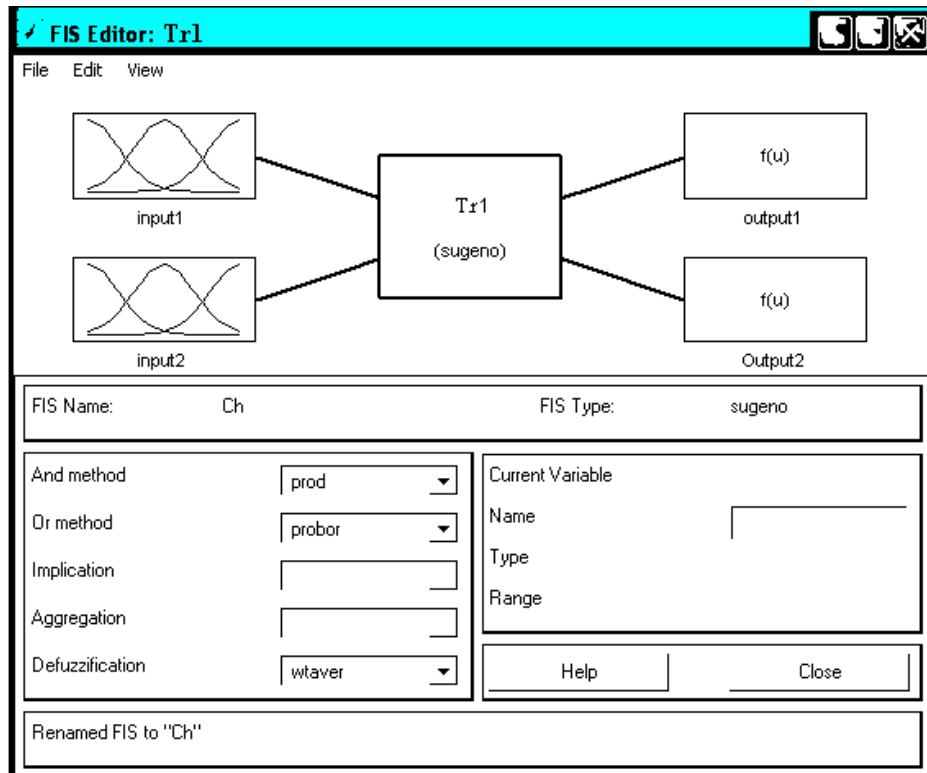 FIS Editor: Tr1
File Edit View
f(u)
Tr1
input1
output1
(sugeno)
f(u)
input2
Output2
FIS Name: Ch FIS Type: sugeno
And method prod
Or method probor
Implication
Aggregation
Defuzzification wtaver
Current Variable
Name
Type
Range
Help Close
Renamed FIS to "Ch"